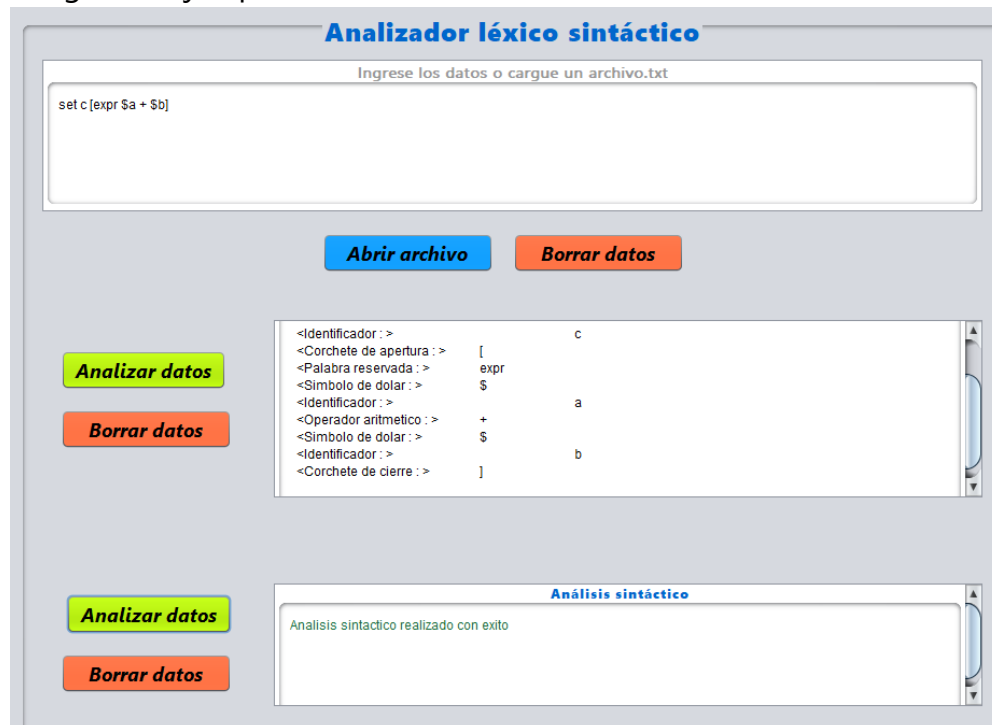 Analizador léxico sintáctico
Ingrese los datos o cargue un archivo.txt
set c [expr $a + $b]
Abrir archivo Borrar datos
<Identificador : > c
<Corchete de apertura : > [
<Palabra reservada : > expr
<Simbolo de dolar : > $
<Identificador : > a
<Operador aritmetico : > +
<Simbolo de dolar : > $
<Identificador : > b
<Corchete de cierre : > ]
Analizar datos
Borrar datos
Análisis sintáctico
Analisis sintactico realizado con exito
Analizar datos
Borrar datos